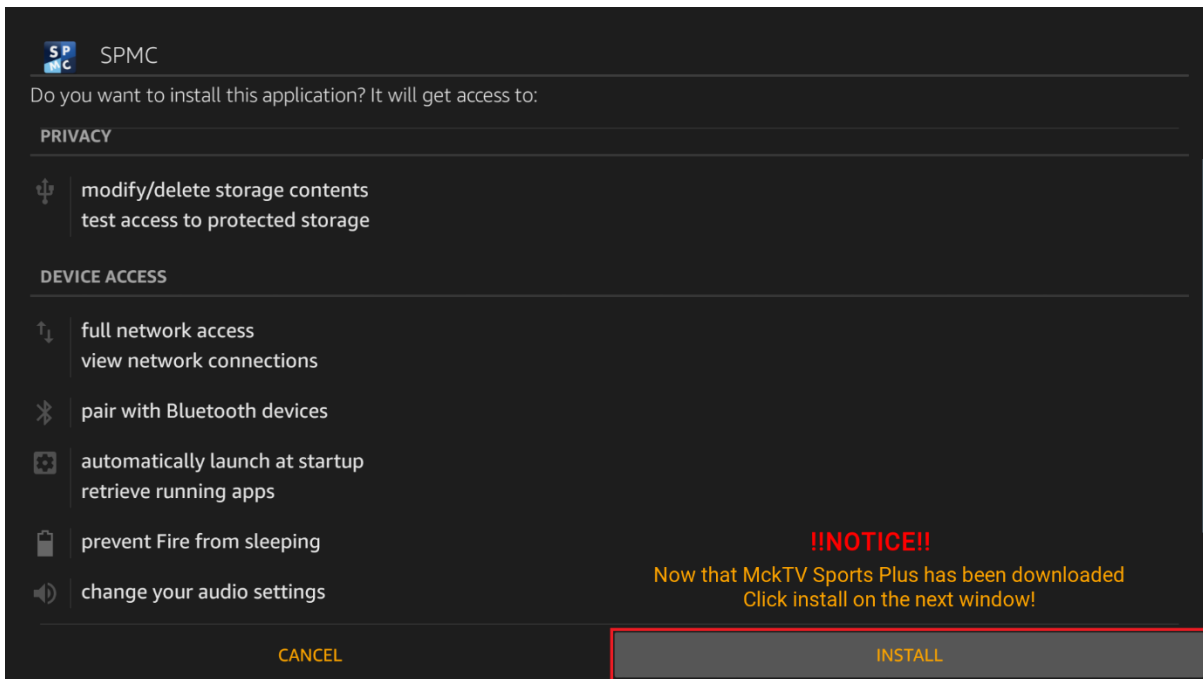 SP
MC
SPMC
Do you want to install this application? It will get access to:
PRIVACY
modify/delete storage contents
test access to protected storage
DEVICE ACCESS
full network access
view network connections
pair with Bluetooth devices
automatically launch at startup
retrieve running apps
prevent Fire from sleeping
change your audio settings
!!NOTICE!!
Now that MckTV Sports Plus has been downloaded
Click install on the next window!
CANCEL
INSTALL